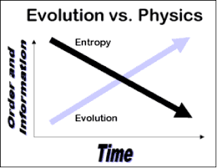 Evolution vs. Physics
Entropy
Order and
Information
Evolution
Time